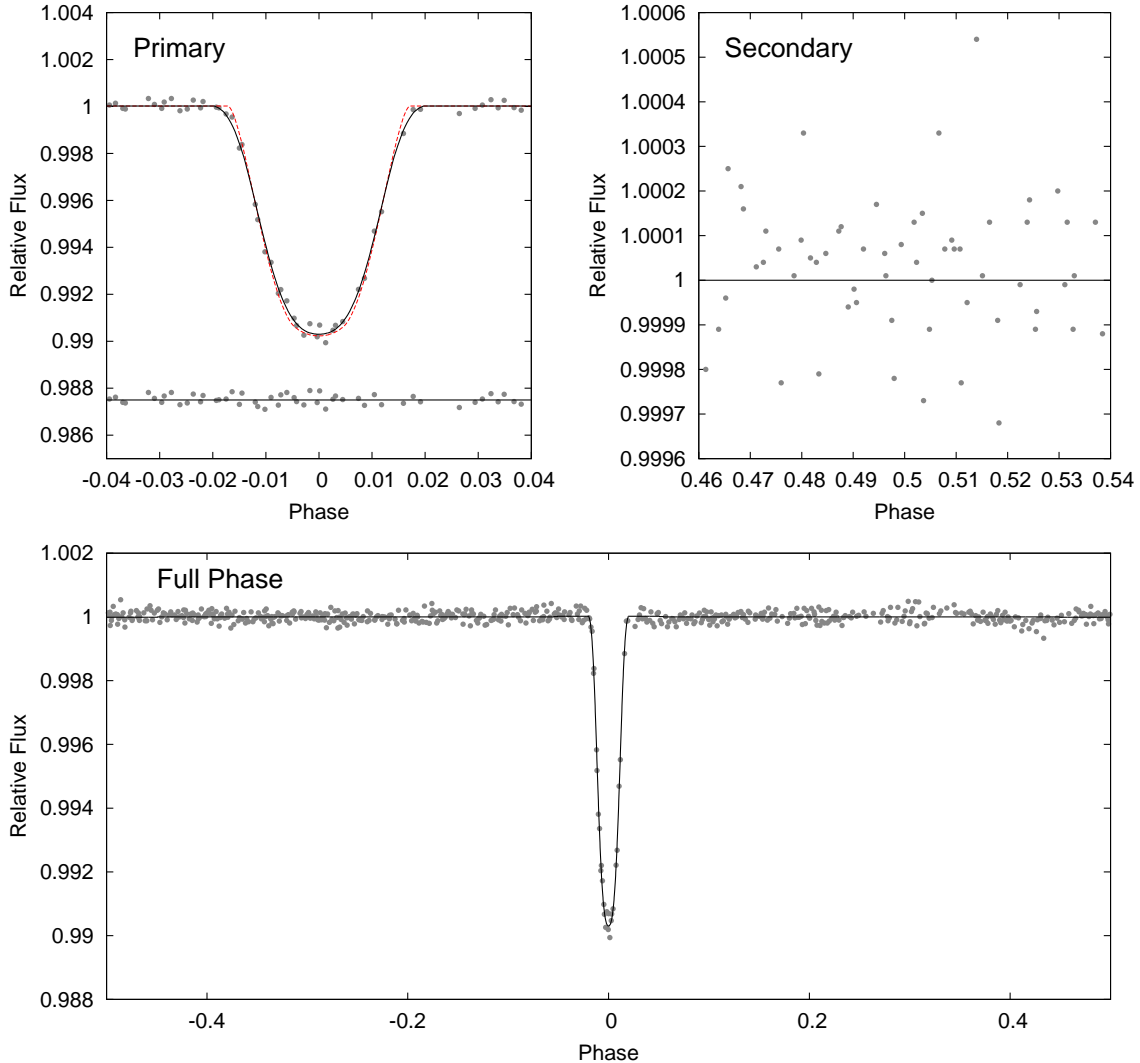 Primary
1.004
1.002
1
0.998
0.996
0.994
0.992
0.99
0.988
0.986
Relative Flux
-0.04 -0.03 -0.02 -0.01 0 0.01 0.02 0.03 0.04
Phase
Secondary
1.0006
1.0005
1.0004
1.0003
1.0002
1.0001
1
0.9999
0.9998
0.9997
0.9996
Relative Flux
0.46 0.47 0.48 0.49 0.5 0.51 0.52 0.53 0.54
Phase
Full Phase
1.002
1
0.998
0.996
0.994
0.992
0.99
0.988
Relative Flux
-0.4 -0.2 0 0.2 0.4
Phase